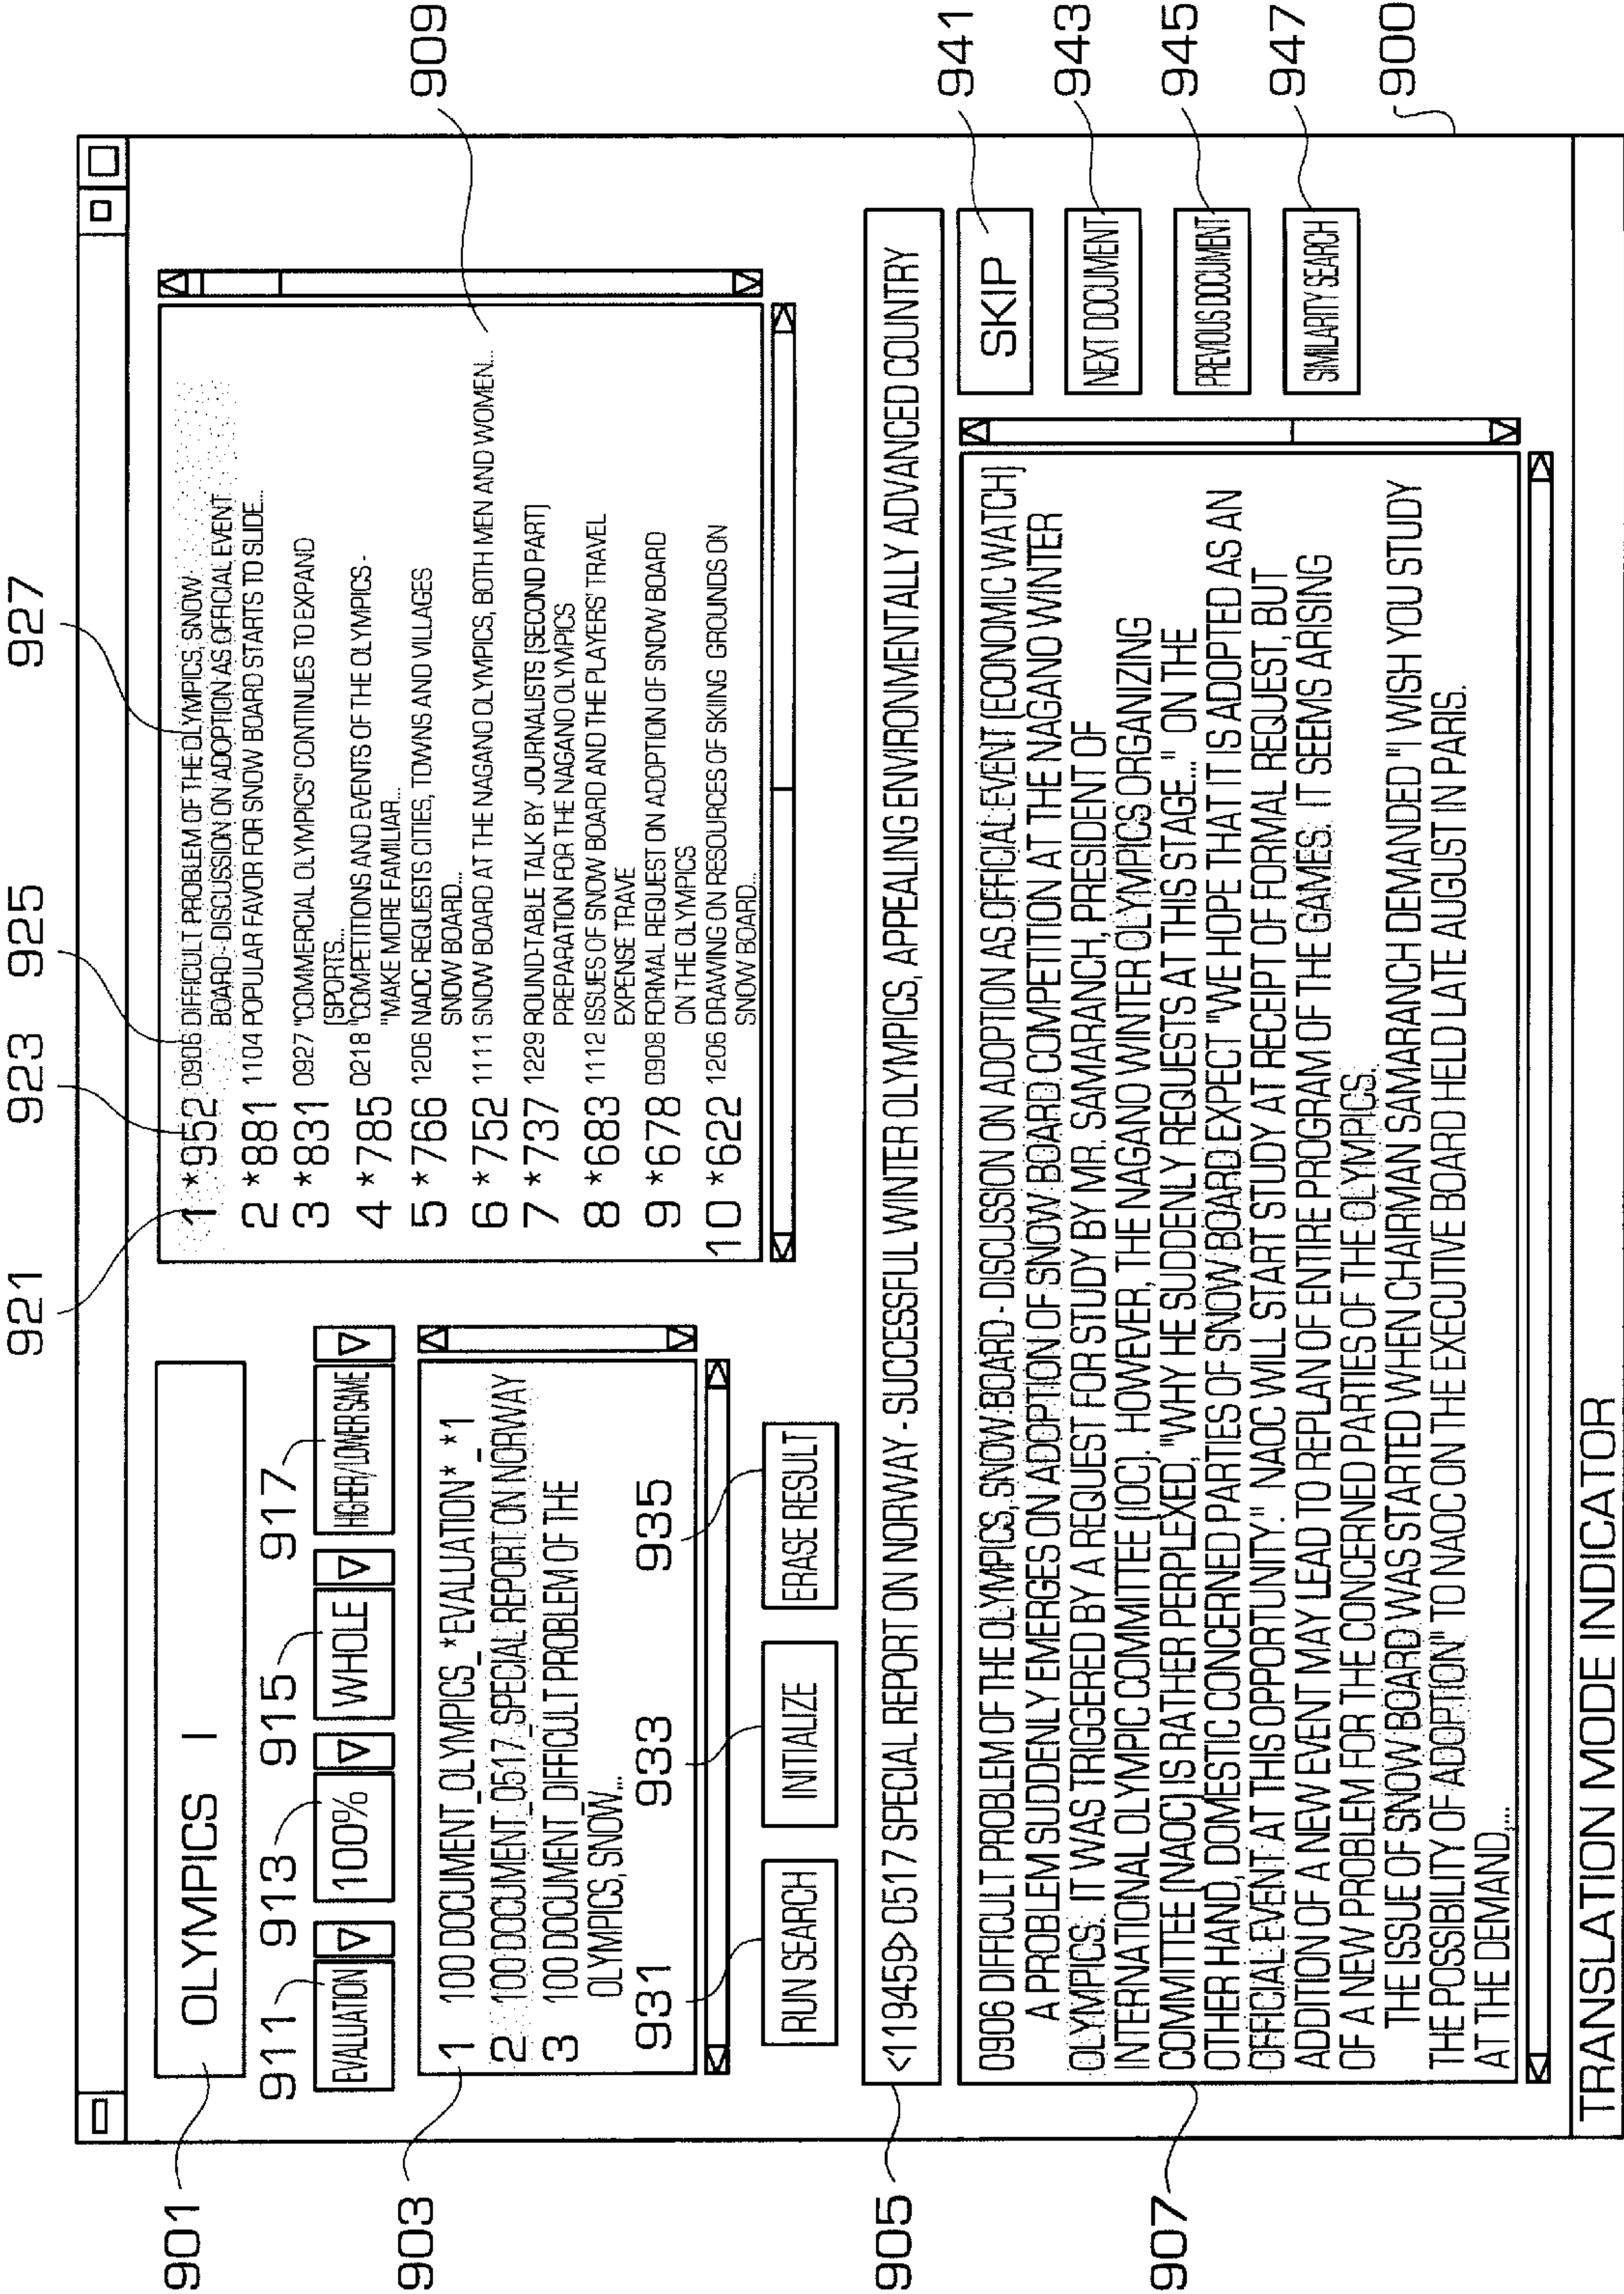 921
923
925
927
901
OLYMPICS |
911
913
915
917
EVALUATION
100%
WHOLE
HIGHER/LOWER SAME
903
1 100 DOCUMENT_OLYMPICS_*EVALUATION* *1
2 100 DOCUMENT_0517_SPECIAL REPORT ON NORWAY_1
3 100 DOCUMENT_DIFFICULT PROBLEM OF THE
OLYMPICS, SNOW...
931
933
935
RUN SEARCH
INITIALIZE
ERASE RESULT
909
1 *952 0906 DIFFICULT PROBLEM OF THE OLYMPICS, SNOW
BOARD - DISCUSSION ON ADOPTION AS OFFICIAL EVENT
2 *881 1104 POPULAR FAVOR FOR SNOW BOARD STARTS TO SLIDE...
3 *831 0927 "COMMERCIAL OLYMPICS" CONTINUES TO EXPAND
(SPORTS...
4 *785 0218 "COMPETITIONS AND EVENTS OF THE OLYMPICS -
"MAKE MORE FAMILIAR...
5 *766 1206 NAOC REQUESTS CITIES, TOWNS AND VILLAGES
SNOW BOARD...
6 *752 1111 SNOW BOARD AT THE NAGANO OLYMPICS, BOTH MEN AND WOMEN...
7 *737 1229 ROUND-TABLE TALK BY JOURNALISTS (SECOND PART)
PREPARATION FOR THE NAGANO OLYMPICS
8 *683 1112 ISSUES OF SNOW BOARD AND THE PLAYERS' TRAVEL
EXPENSE TRAVE
9 *678 0908 FORMAL REQUEST ON ADOPTION OF SNOW BOARD
ON THE OLYMPICS
10 *622 1206 DRAWING ON RESOURCES OF SKIING GROUNDS ON
SNOW BOARD...
905
<119459> 0517 SPECIAL REPORT ON NORWAY - SUCCESSFUL WINTER OLYMPICS, APPEALING ENVIRONMENTALLY ADVANCED COUNTRY
907
0906 DIFFICULT PROBLEM OF THE OLYMPICS, SNOW BOARD - DISCUSSION ON ADOPTION AS OFFICIAL EVENT (ECONOMIC WATCH)
A PROBLEM SUDDENLY EMERGES ON ADOPTION OF SNOW BOARD COMPETITION AT THE NAGANO WINTER
OLYMPICS. IT WAS TRIGGERED BY A REQUEST FOR STUDY BY MR. SAMARANCH, PRESIDENT OF
INTERNATIONAL OLYMPIC COMMITTEE (IOC). HOWEVER, THE NAGANO WINTER OLYMPICS ORGANIZING
COMMITTEE (NAOC) IS RATHER PERPLEXED, "WHY HE SUDDENLY REQUESTS AT THIS STAGE..." ON THE
OTHER HAND, DOMESTIC CONCERNED PARTIES OF SNOW BOARD EXPECT "WE HOPE THAT IT IS ADOPTED AS AN
OFFICIAL EVENT AT THIS OPPORTUNITY." NAOC WILL START STUDY AT RECEIPT OF FORMAL REQUEST, BUT
ADDITION OF A NEW EVENT MAY LEAD TO REPLAN OF ENTIRE PROGRAM OF THE GAMES. IT SEEMS ARISING
OF A NEW PROBLEM FOR THE CONCERNED PARTIES OF THE OLYMPICS.
THE ISSUE OF SNOW BOARD WAS STARTED WHEN CHAIRMAN SAMARANCH DEMANDED "I WISH YOU STUDY
THE POSSIBILITY OF ADOPTION" TO NAOC ON THE EXECUTIVE BOARD HELD LATE AUGUST IN PARIS.
AT THE DEMAND,...
SKIP
941
NEXT DOCUMENT
943
PREVIOUS DOCUMENT
945
SIMILARITY SEARCH
947
900
TRANSLATION MODE INDICATOR